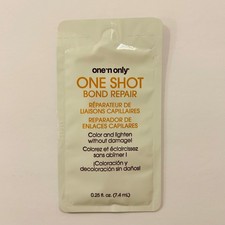 one'n only
ONE SHOT
BOND REPAIR
RÉPARATEUR DE
LIAISONS CAPILLAIRES
REPARADOR DE
ENLACES CAPILARES
Color and lighten
without damage!
Colorez et éclaircissez
sans abîmer !
¡Coloración y
decoloración sin daños!
0.25 fl. oz. (7.4 mL)